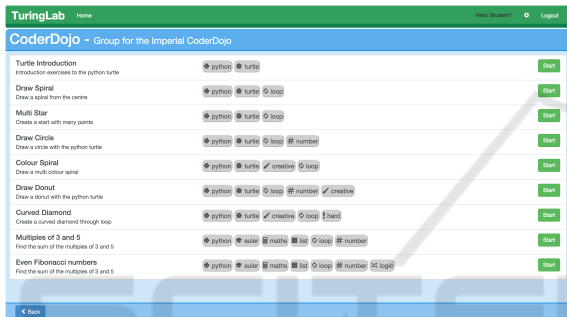 TuringLab Home Hello Student1 Logout
CoderDojo - Group for the Imperial CoderDojo
Turtle Introduction
Introduction exercises to the python turtle
python turtle
Start
Draw Spiral
Draw a spiral from the centre
python turtle loop
Start
Multi Star
Create a start with many points
python turtle loop
Start
Draw Circle
Draw a circle with the python turtle
python turtle loop # number
Start
Colour Spiral
Draw a multi colour spiral
python turtle creative loop
Start
Draw Donut
Draw a donut with the python turtle
python turtle loop # number creative
Start
Curved Diamond
Create a curved diamond through loop
python turtle creative loop ! hard
Start
Multiples of 3 and 5
Find the sum of the multiples of 3 and 5
python euler maths list loop # number
Start
Even Fibonacci numbers
Find the sum of the multiples of 3 and 5
python euler maths list loop # number logic
Start
Back